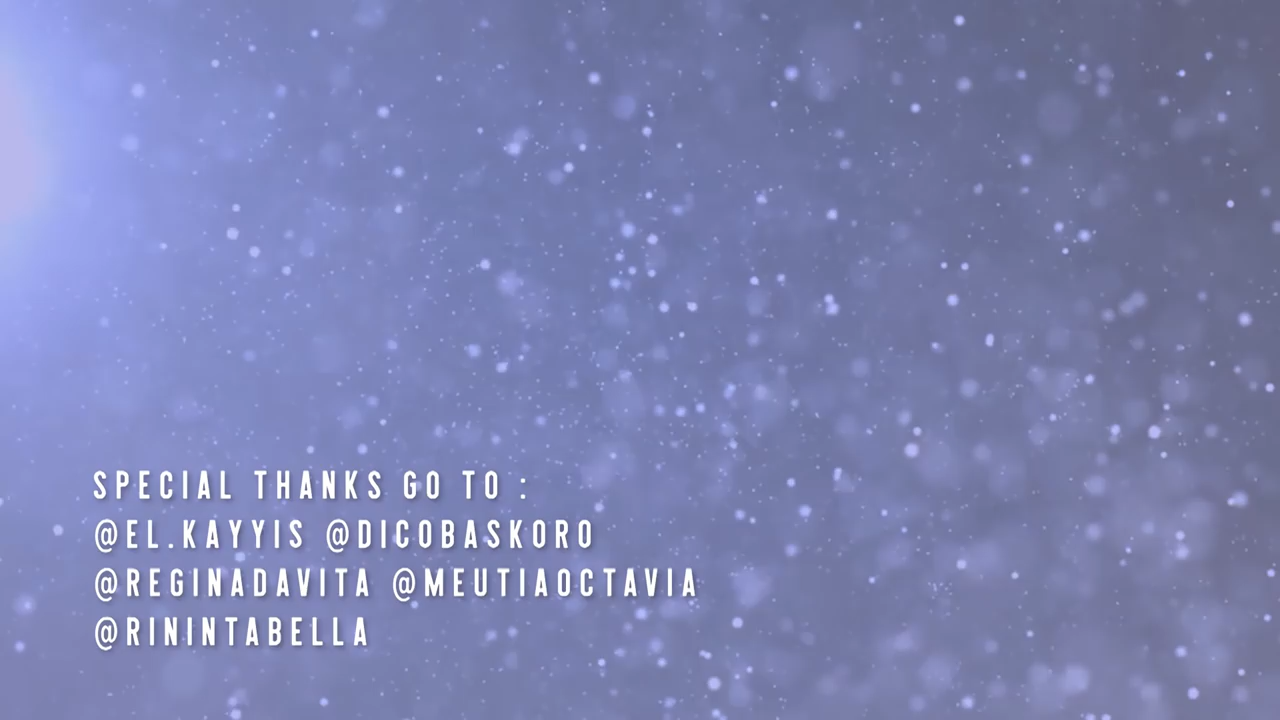 SPECIAL THANKS GO TO :
@EL.KAYYIS @DICOBASKORO
@REGINADAVITA @MEUTIAOCTAVIA
@RININTABELLA